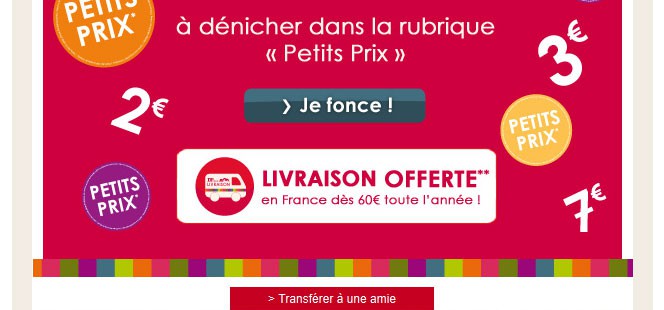 PETITS
PRIX*
à dénicher dans la rubrique
« Petits Prix »
3€
2€
❯ Je fonce !
PETITS
PRIX*
PETITS
PRIX*
LIVRAISON
LIVRAISON OFFERTE**
en France dès 60€ toute l'année !
7€
> Transférer à une amie